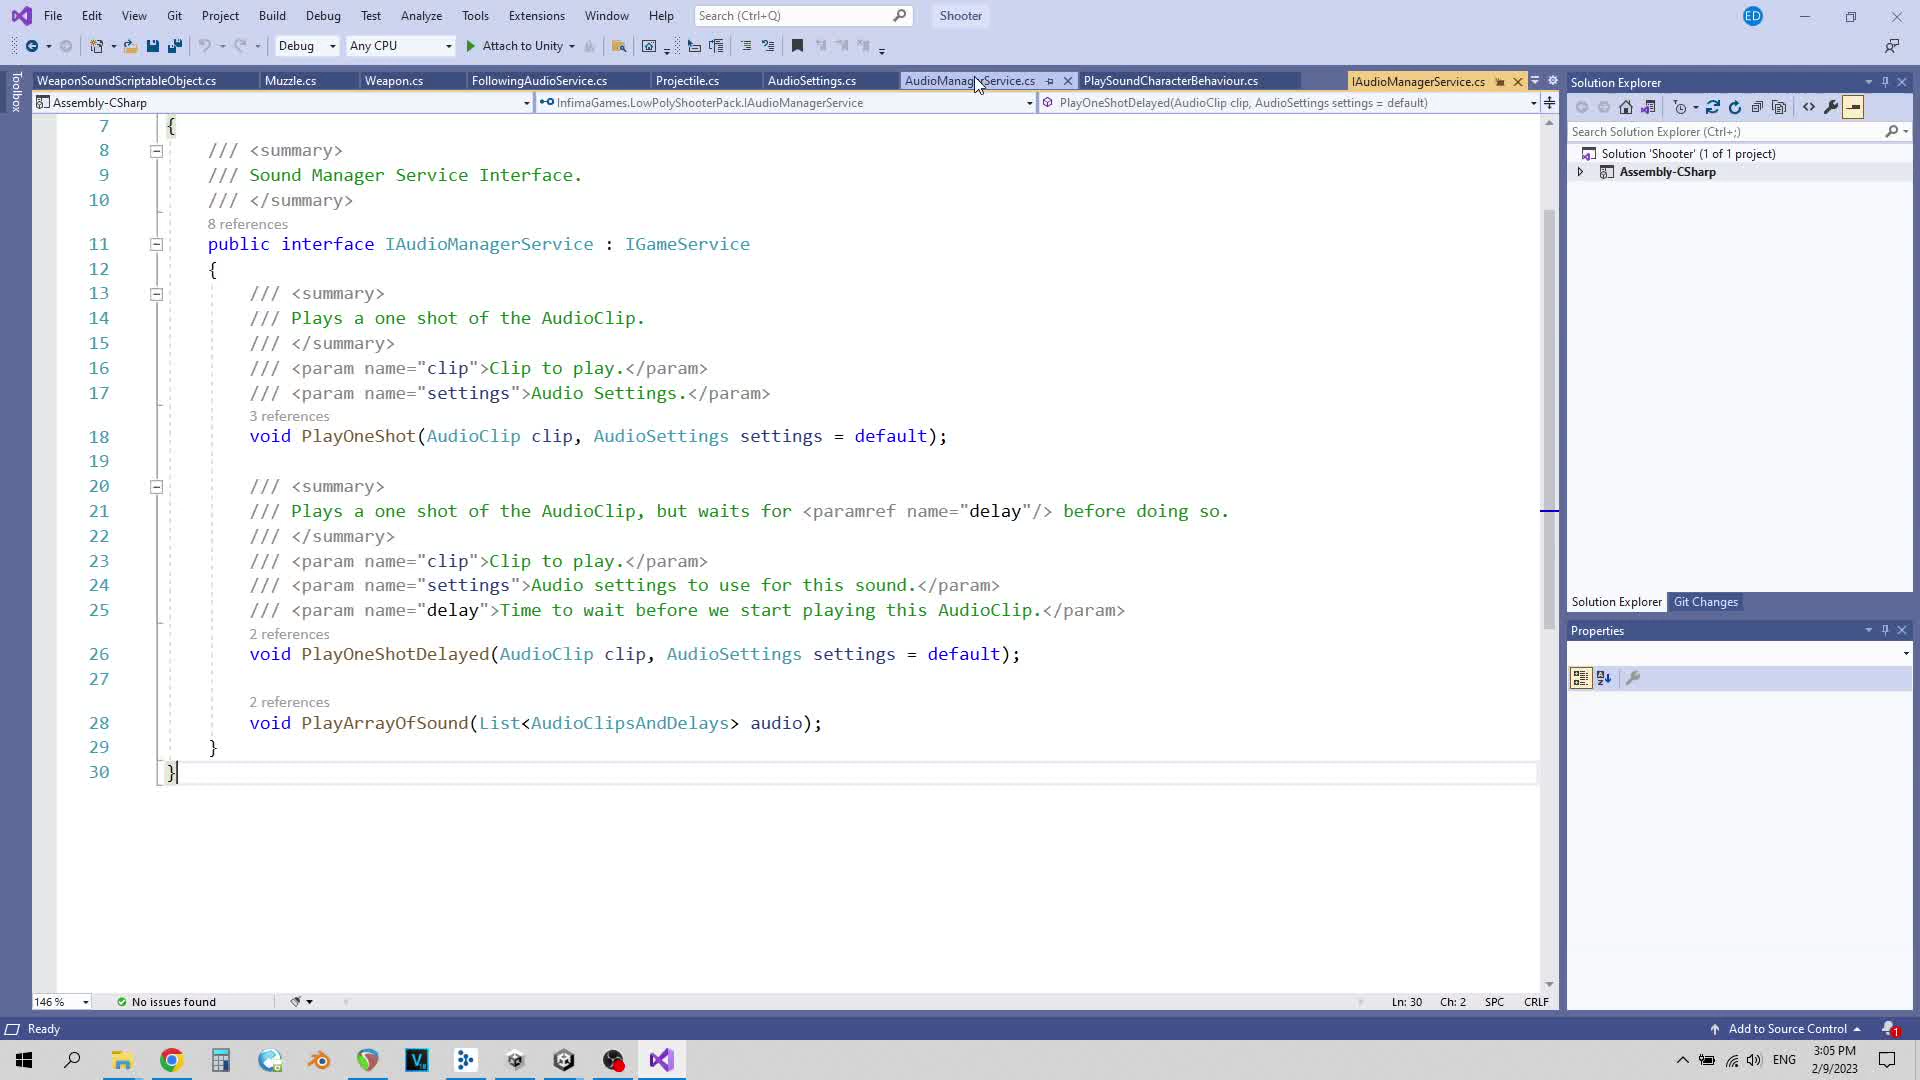 File Edit View Git Project Build Debug Test Analyze Tools Extensions Window Help Search (Ctrl+Q) Shooter ED
Debug Any CPU Attach to Unity
Toolbox
WeaponSoundScriptableObject.cs Muzzle.cs Weapon.cs FollowingAudioService.cs Projectile.cs AudioSettings.cs AudioManagerService.cs PlaySoundCharacterBehaviour.cs IAudioManagerService.cs
Assembly-CSharp InfimaGames.LowPolyShooterPack.IAudioManagerService PlayOneShotDelayed(AudioClip clip, AudioSettings settings = default)
7 {
8 /// <summary>
9 /// Sound Manager Service Interface.
10 /// </summary>
8 references
11 public interface IAudioManagerService : IGameService
12 {
13 /// <summary>
14 /// Plays a one shot of the AudioClip.
15 /// </summary>
16 /// <param name="clip">Clip to play.</param>
17 /// <param name="settings">Audio Settings.</param>
3 references
18 void PlayOneShot(AudioClip clip, AudioSettings settings = default);
19
20 /// <summary>
21 /// Plays a one shot of the AudioClip, but waits for <paramref name="delay"/> before doing so.
22 /// </summary>
23 /// <param name="clip">Clip to play.</param>
24 /// <param name="settings">Audio settings to use for this sound.</param>
25 /// <param name="delay">Time to wait before we start playing this AudioClip.</param>
2 references
26 void PlayOneShotDelayed(AudioClip clip, AudioSettings settings = default);
27
2 references
28 void PlayArrayOfSound(List<AudioClipsAndDelays> audio);
29 }
30 }
146 % No issues found Ln: 30 Ch: 2 SPC CRLF
Solution Explorer
Search Solution Explorer (Ctrl+;)
Solution 'Shooter' (1 of 1 project)
Assembly-CSharp
Solution Explorer Git Changes
Properties
Ready Add to Source Control 1
ENG 3:05 PM
2/9/2023